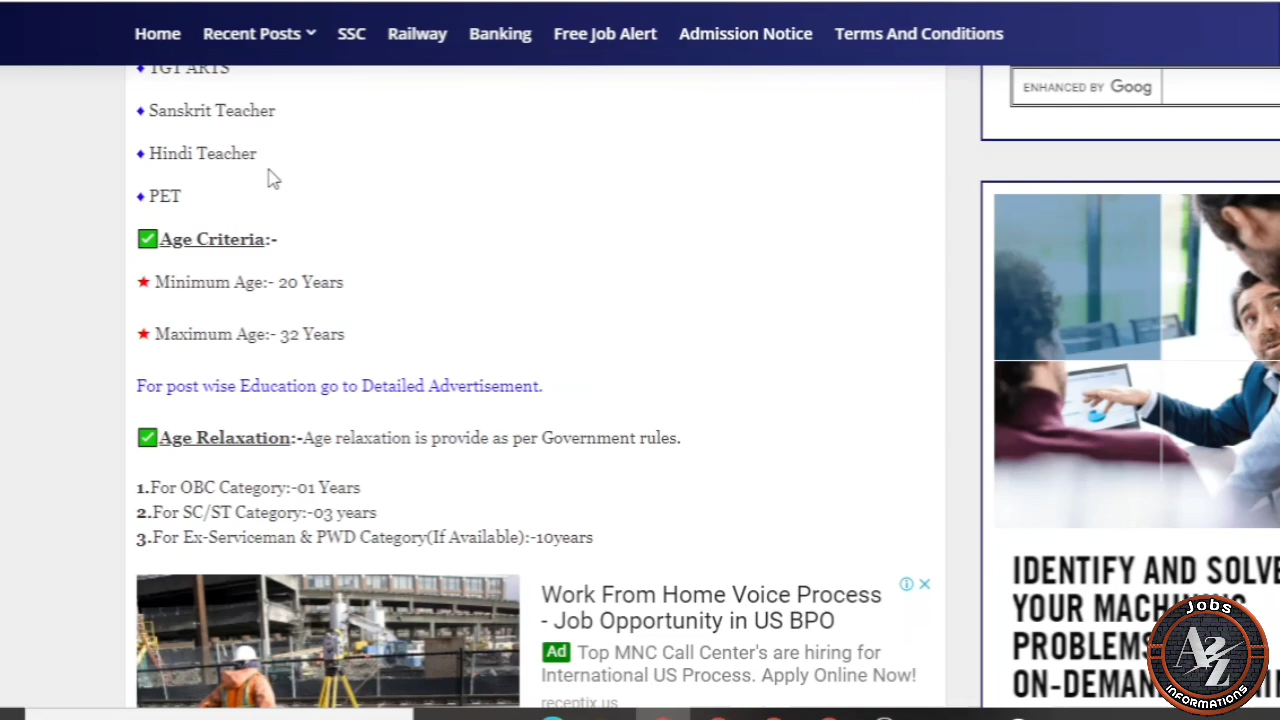 Home Recent Posts SSC Railway Banking Free Job Alert Admission Notice Terms And Conditions
TGT ARTS
Sanskrit Teacher
Hindi Teacher
PET
Age Criteria:-
Minimum Age:- 20 Years
Maximum Age:- 32 Years
For post wise Education go to Detailed Advertisement.
Age Relaxation:-Age relaxation is provide as per Government rules.
1.For OBC Category:-01 Years
2.For SC/ST Category:-03 years
3.For Ex-Serviceman & PWD Category(If Available):-10years
Work From Home Voice Process
- Job Opportunity in US BPO
Ad Top MNC Call Center's are hiring for
International US Process. Apply Online Now!
receptix.us
ENHANCED BY Goog
IDENTIFY AND SOLVE
YOUR
PROBLEMS
Jobs
A2Z
INFORMATIONS